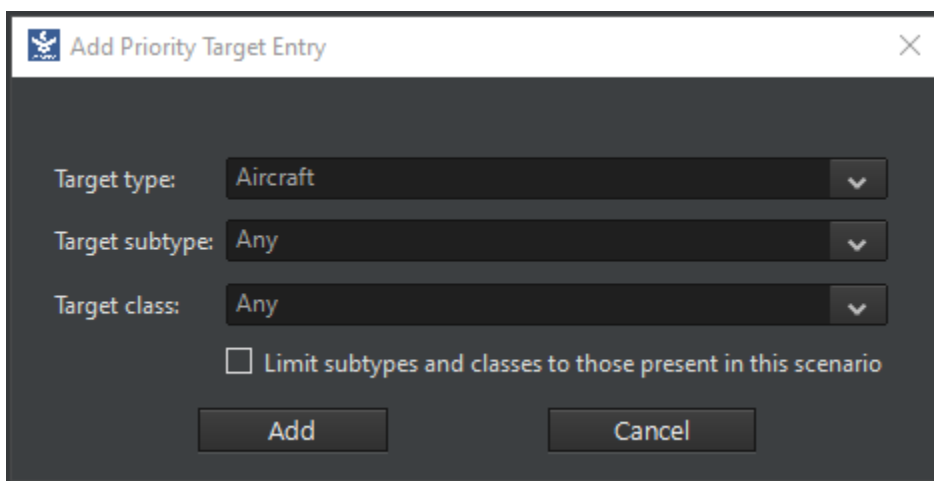 Add Priority Target Entry
Target type: Aircraft
Target subtype: Any
Target class: Any
Limit subtypes and classes to those present in this scenario
Add Cancel